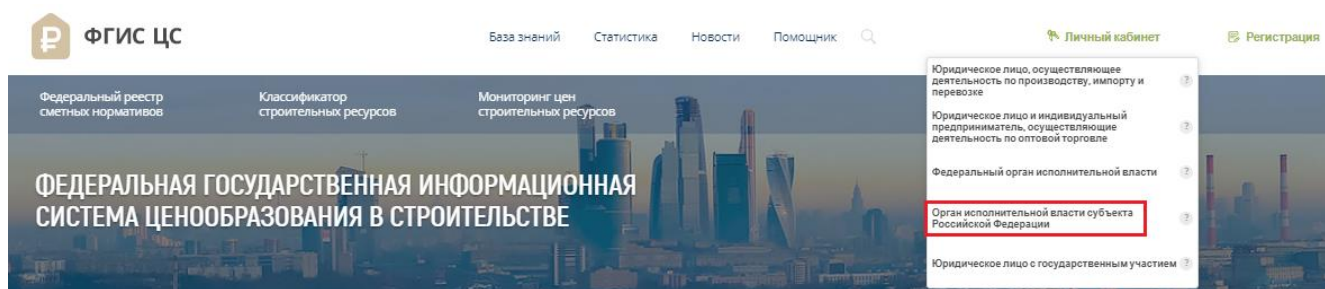 ФГИС ЦС
База знаний Статистика Новости Помощник
Личный кабинет
Регистрация
Юридическое лицо, осуществляющее
деятельность по производству, импорту и
перевозке
?
Юридическое лицо и индивидуальный
предприниматель, осуществляющие
деятельность по оптовой торговле
?
Федеральный орган исполнительной власти ?
Орган исполнительной власти субъекта
Российской Федерации
?
Юридическое лицо с государственным участием ?
Федеральный реестр
сметных нормативов
Классификатор
строительных ресурсов
Мониторинг цен
строительных ресурсов
ФЕДЕРАЛЬНАЯ ГОСУДАРСТВЕННАЯ ИНФОРМАЦИОННАЯ
СИСТЕМА ЦЕНООБРАЗОВАНИЯ В СТРОИТЕЛЬСТВЕ